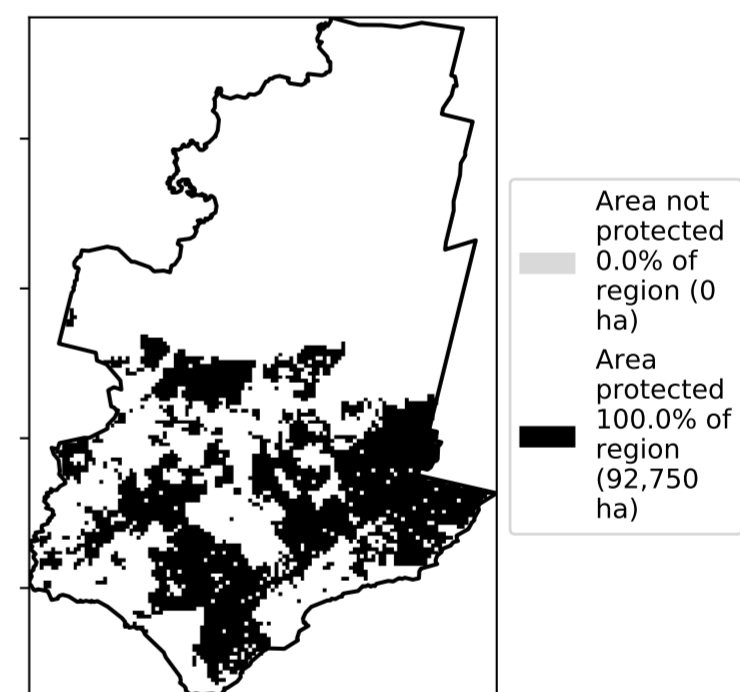 Area not
protected
0.0% of
region (0
ha)
Area
protected
100.0% of
region
(92,750
ha)